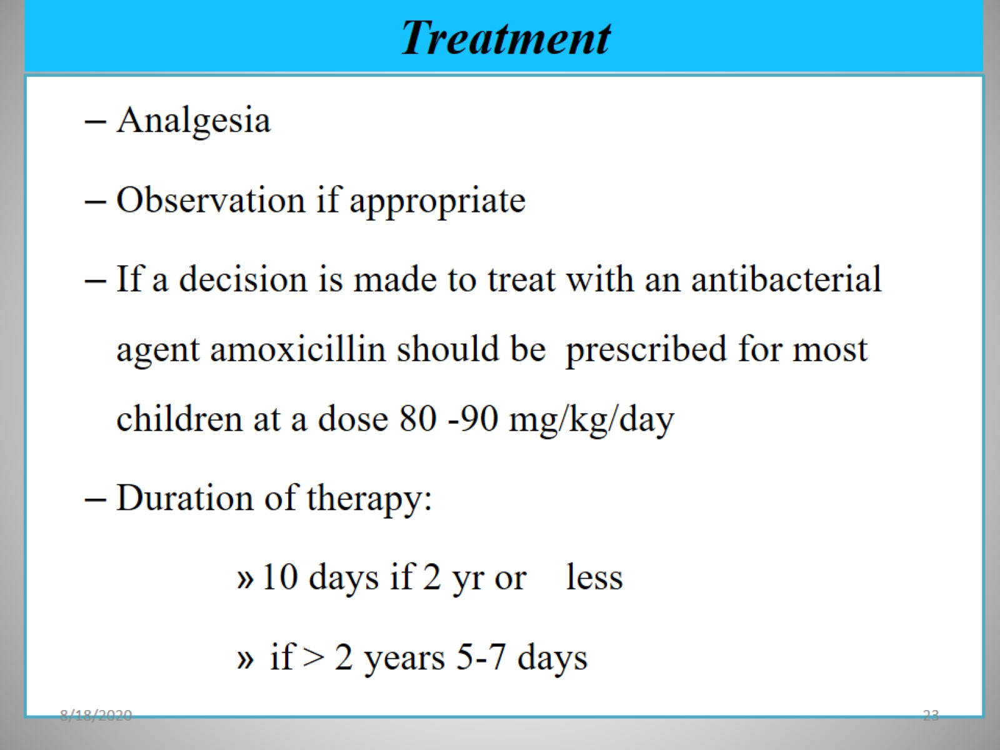 Treatment
– Analgesia
– Observation if appropriate
– If a decision is made to treat with an antibacterial
agent amoxicillin should be  prescribed for most
children at a dose 80 -90 mg/kg/day
– Duration of therapy:
» 10 days if 2 yr or    less
»  if > 2 years 5-7 days
8/18/2020
23